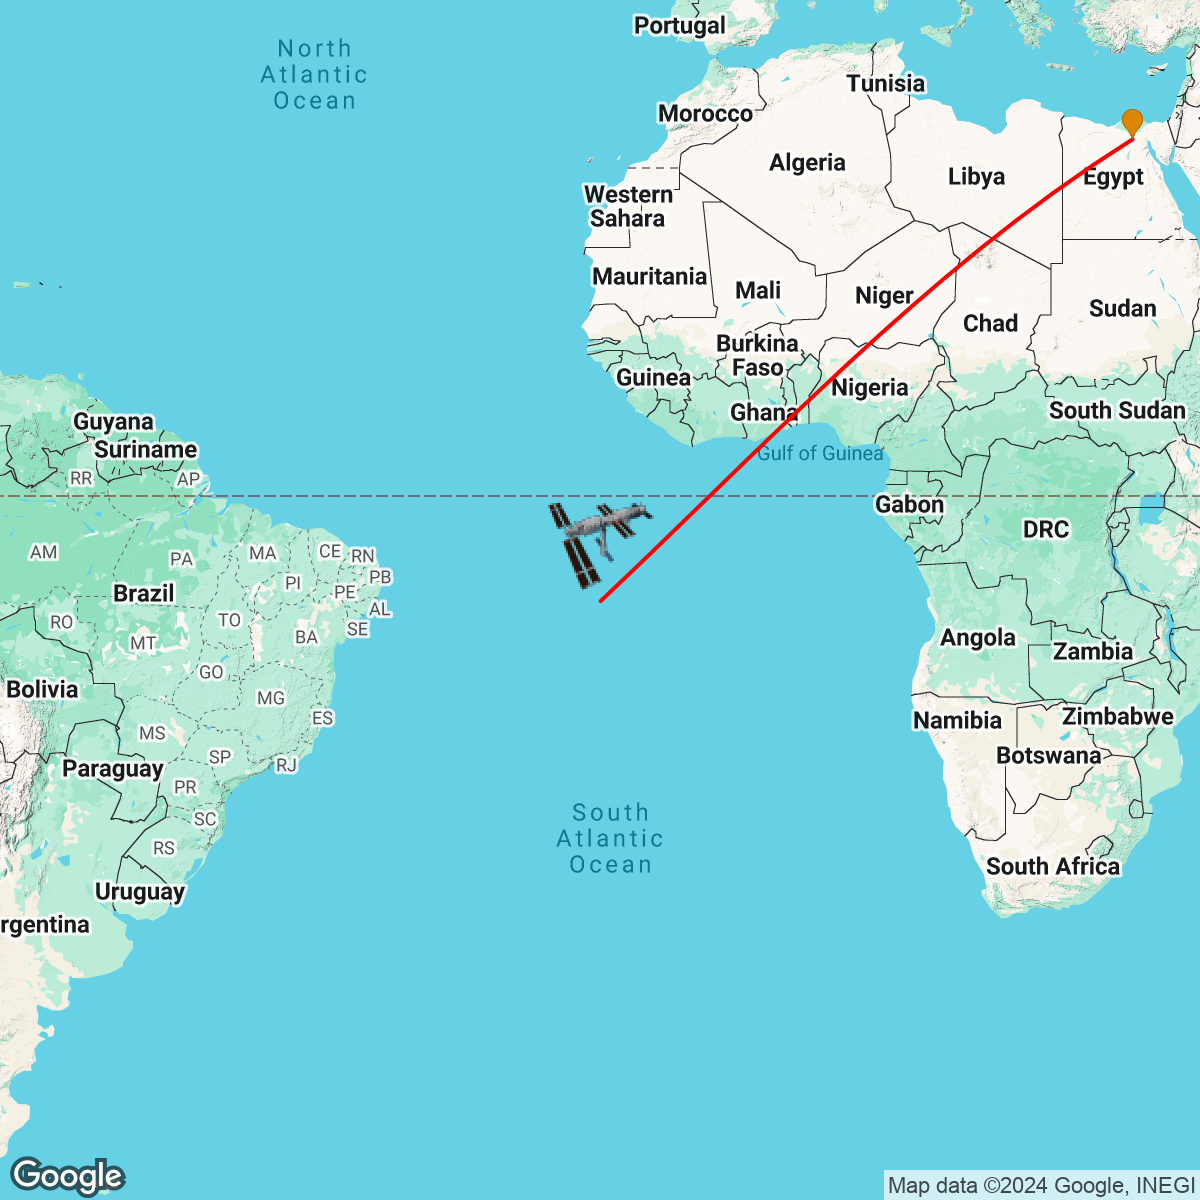 Portugal
North
Atlantic
Ocean
Tunisia
Morocco
Algeria
Libya
Egypt
Western
Sahara
Mauritania
Mali
Niger
Chad
Sudan
Burkina
Faso
Guinea
Nigeria
Ghana
South Sudan
Guyana
Suriname
Gulf of Guinea
RR
AP
Gabon
DRC
AM
PA
MA
CE
RN
PI
PB
PE
Brazil
AL
RO
TO
SE
BA
MT
Angola
Zambia
GO
Bolivia
MG
ES
Namibia
Zimbabwe
MS
SP
RJ
Botswana
Paraguay
PR
SC
South
Atlantic
Ocean
RS
South Africa
Uruguay
rgentina
Google
Map data ©2024 Google, INEGI